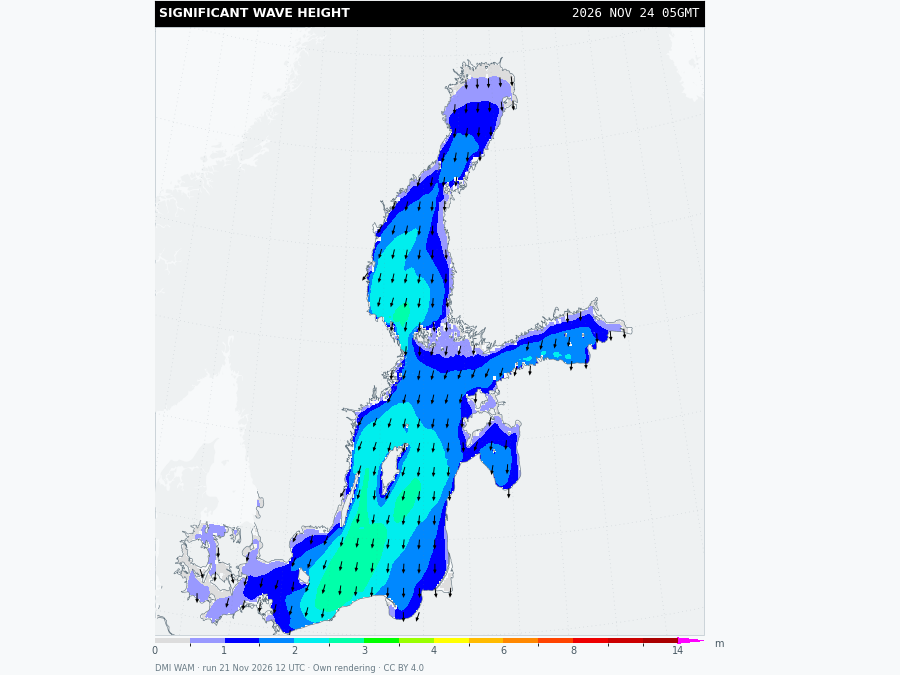 SIGNIFICANT WAVE HEIGHT 2026 NOV 24 05GMT
0 1 2 3 4 6 8 14 m
DMI WAM · run 21 Nov 2026 12 UTC · Own rendering · CC BY 4.0